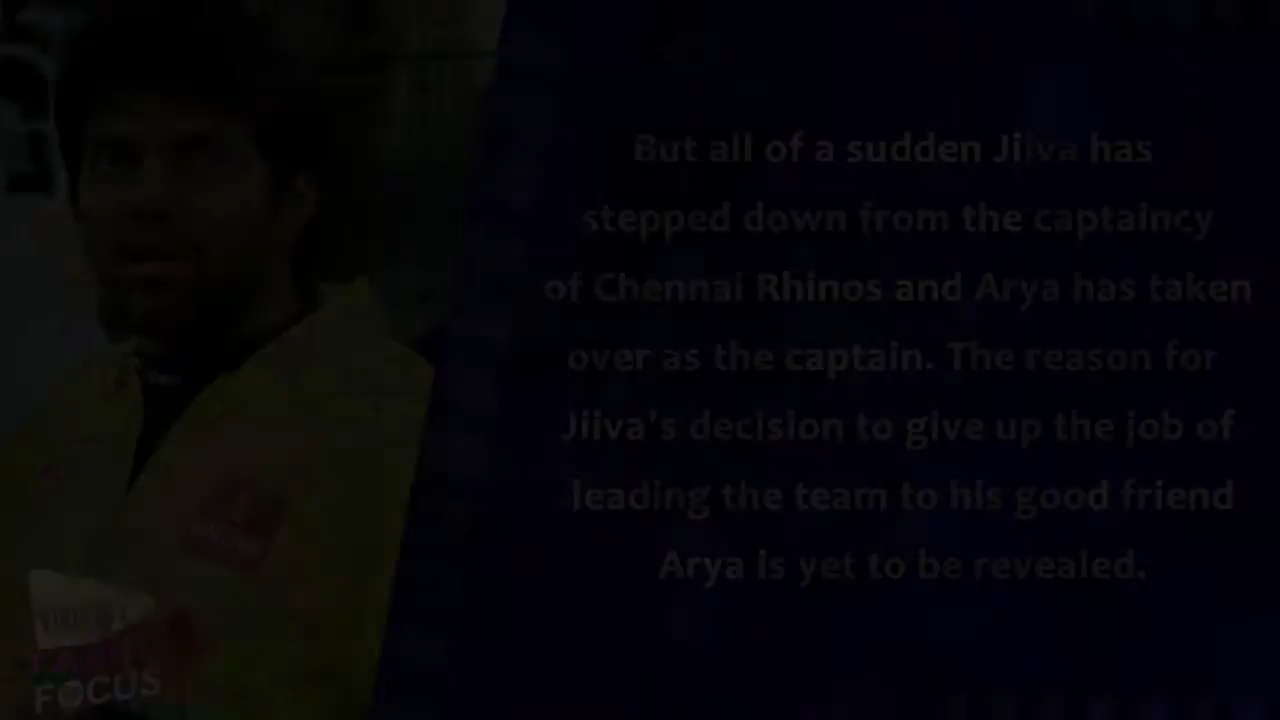 But all of a sudden Jiiva has
stepped down from the captaincy
of Chennai Rhinos and Arya has taken
over as the captain. The reason for
Jiiva's decision to give up the job of
leading the team to his good friend
Arya is yet to be revealed.
FOCUS